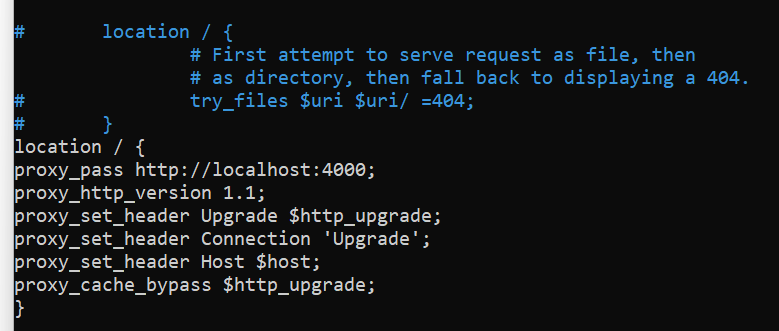 #       location / {
                # First attempt to serve request as file, then
                # as directory, then fall back to displaying a 404.
#               try_files $uri $uri/ =404;
#       }
location / {
proxy_pass http://localhost:4000;
proxy_http_version 1.1;
proxy_set_header Upgrade $http_upgrade;
proxy_set_header Connection 'Upgrade';
proxy_set_header Host $host;
proxy_cache_bypass $http_upgrade;
}